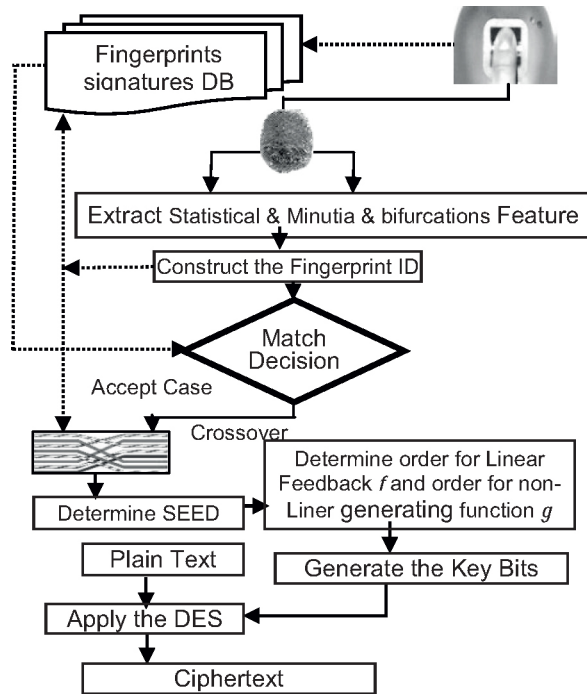 Fingerprints
signatures DB
Extract Statistical & Minutia & bifurcations Feature
Construct the Fingerprint ID
Match
Decision
Accept Case
Crossover
Determine order for Linear
Feedback f and order for non-
Liner generating function g
Determine SEED
Plain Text
Generate the Key Bits
Apply the DES
Ciphertext